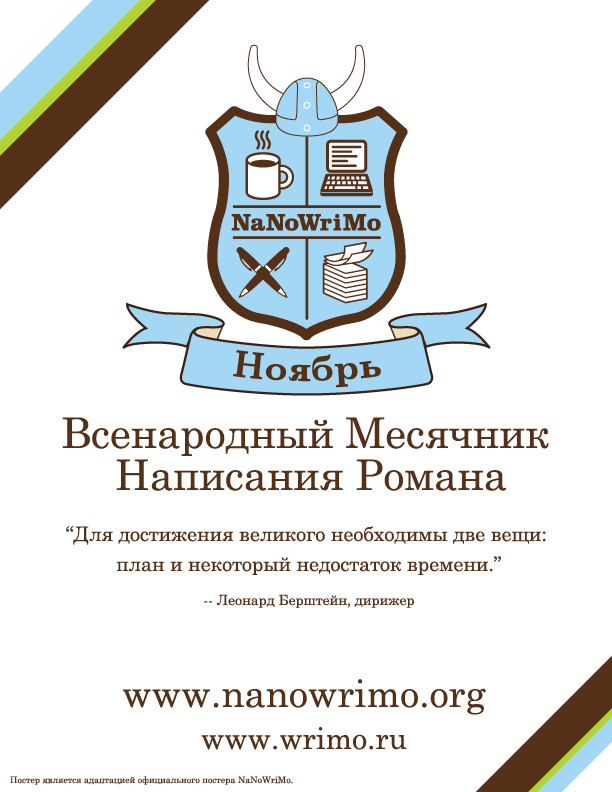 NaNoWriMo
Ноябрь
Всенародный Месячник
Написания Романа
“Для достижения великого необходимы две вещи:
план и некоторый недостаток времени.”
-- Леонард Берштейн, дирижер
www.nanowrimo.org
www.wrimo.ru
Постер является адаптацией официального постера NaNoWriMo.